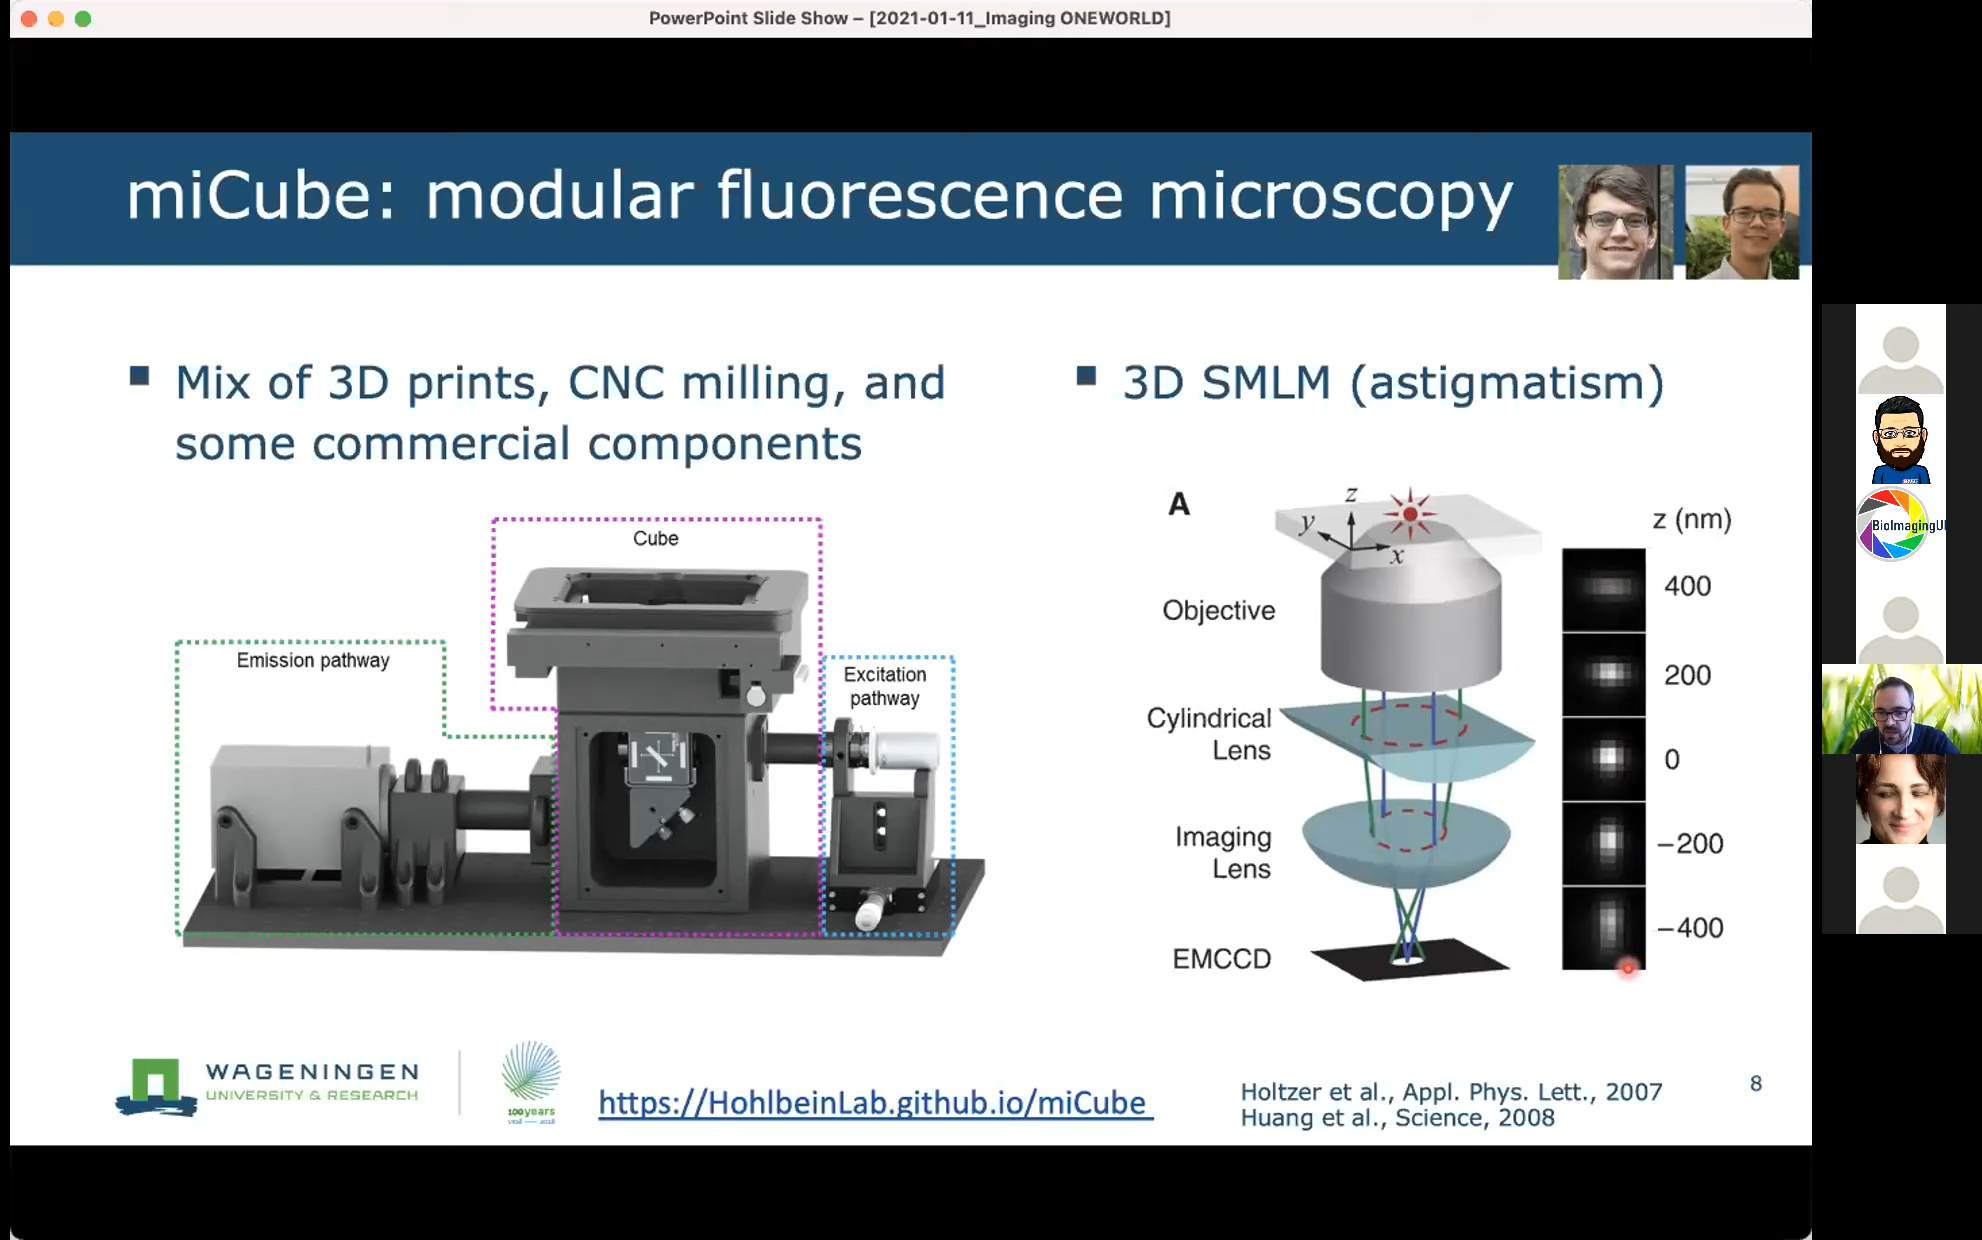 PowerPoint Slide Show – [2021-01-11_Imaging ONEWORLD]
miCube: modular fluorescence microscopy
Mix of 3D prints, CNC milling, and
some commercial components
Cube
Emission pathway
Excitation
pathway
3D SMLM (astigmatism)
A
z
y
x
z (nm)
Objective
400
200
Cylindrical
Lens
0
Imaging
Lens
−200
−400
EMCCD
WAGENINGEN
UNIVERSITY & RESEARCH
100years
https://HohlbeinLab.github.io/miCube
Holtzer et al., Appl. Phys. Lett., 2007
Huang et al., Science, 2008
8
BioImagingU